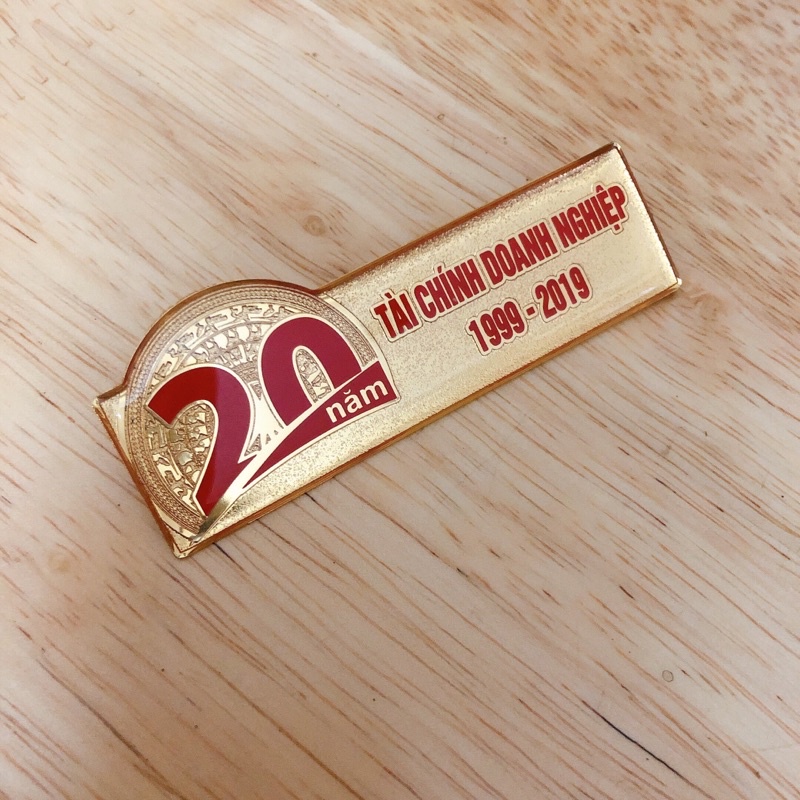 20 năm
TÀI CHÍNH DOANH NGHIỆP
1999 - 2019